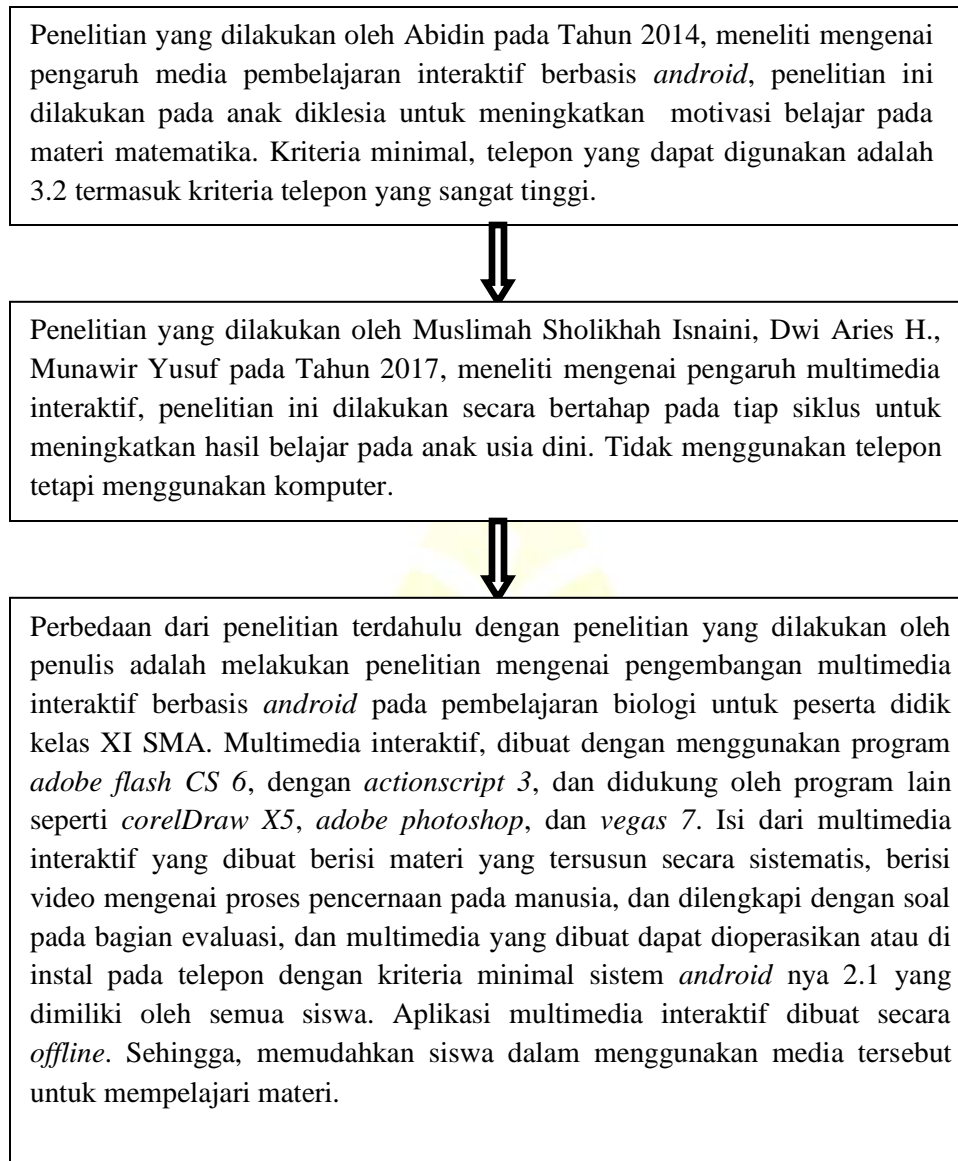 Penelitian yang dilakukan oleh Abidin pada Tahun 2014, meneliti mengenai
pengaruh media pembelajaran interaktif berbasis android, penelitian ini
dilakukan pada anak diklesia untuk meningkatkan motivasi belajar pada
materi matematika. Kriteria minimal, telepon yang dapat digunakan adalah
3.2 termasuk kriteria telepon yang sangat tinggi.
Penelitian yang dilakukan oleh Muslimah Sholikhah Isnaini, Dwi Aries H.,
Munawir Yusuf pada Tahun 2017, meneliti mengenai pengaruh multimedia
interaktif, penelitian ini dilakukan secara bertahap pada tiap siklus untuk
meningkatkan hasil belajar pada anak usia dini. Tidak menggunakan telepon
tetapi menggunakan komputer.
Perbedaan dari penelitian terdahulu dengan penelitian yang dilakukan oleh
penulis adalah melakukan penelitian mengenai pengembangan multimedia
interaktif berbasis android pada pembelajaran biologi untuk peserta didik
kelas XI SMA. Multimedia interaktif, dibuat dengan menggunakan program
adobe flash CS 6, dengan actionscript 3, dan didukung oleh program lain
seperti corelDraw X5, adobe photoshop, dan vegas 7. Isi dari multimedia
interaktif yang dibuat berisi materi yang tersusun secara sistematis, berisi
video mengenai proses pencernaan pada manusia, dan dilengkapi dengan soal
pada bagian evaluasi, dan multimedia yang dibuat dapat dioperasikan atau di
instal pada telepon dengan kriteria minimal sistem android nya 2.1 yang
dimiliki oleh semua siswa. Aplikasi multimedia interaktif dibuat secara
offline. Sehingga, memudahkan siswa dalam menggunakan media tersebut
untuk mempelajari materi.